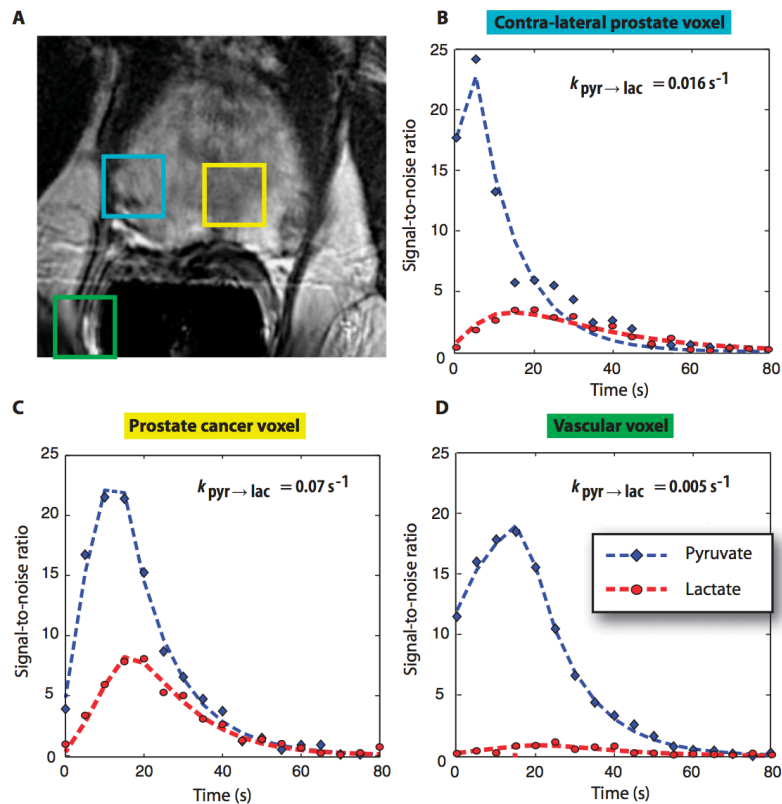 A
B
Contra-lateral prostate voxel
k pyr→lac = 0.016 s-1
Signal-to-noise ratio
25
20
15
10
5
0
0 20 40 60 80
Time (s)
C
Prostate cancer voxel
k pyr→lac = 0.07 s-1
Signal-to-noise ratio
25
20
15
10
5
0
0 20 40 60 80
Time (s)
D
Vascular voxel
k pyr→lac = 0.005 s-1
Signal-to-noise ratio
25
20
15
10
5
0
Pyruvate
Lactate
0 20 40 60 80
Time (s)